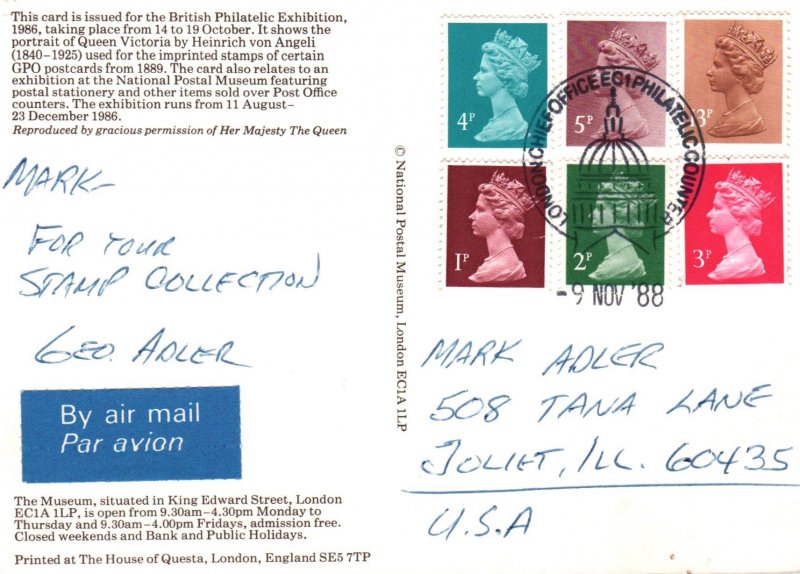 This card is issued for the British Philatelic Exhibition,
1986, taking place from 14 to 19 October. It shows the
portrait of Queen Victoria by Heinrich von Angeli
(1840–1925) used for the imprinted stamps of certain
GPO postcards from 1889. The card also relates to an
exhibition at the National Postal Museum featuring
postal stationery and other items sold over Post Office
counters. The exhibition runs from 11 August–
23 December 1986.
Reproduced by gracious permission of Her Majesty The Queen
MARK–
FOR YOUR
STAMP COLLECTION
GEO. ADLER
By air mail
Par avion
The Museum, situated in King Edward Street, London
EC1A 1LP, is open from 9.30am–4.30pm Monday to
Thursday and 9.30am–4.00pm Fridays, admission free.
Closed weekends and Bank and Public Holidays.
Printed at The House of Questa, London, England SE5 7TP
© National Postal Museum, London EC1A 1LP
4P
5P
3P
1P
2P
3P
LONDON CHIEF OFFICE EC1 PHILATELIC COUNTER
-9 NOV '88
MARK ADLER
508 TANA LANE
JOLIET, ILL. 60435
U.S.A